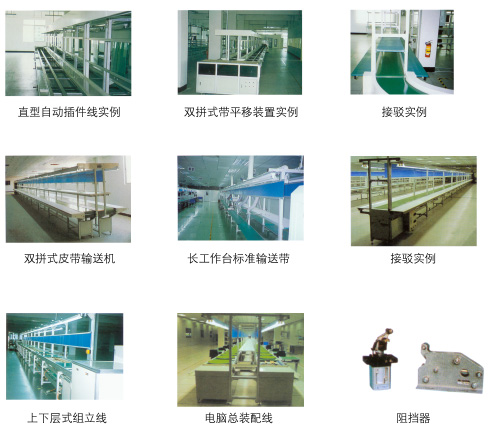 直型自动插件线实例
双拼式带平移装置实例
接驳实例
双拼式皮带输送机
长工作台标准输送带
接驳实例
上下层式组立线
电脑总装配线
阻挡器